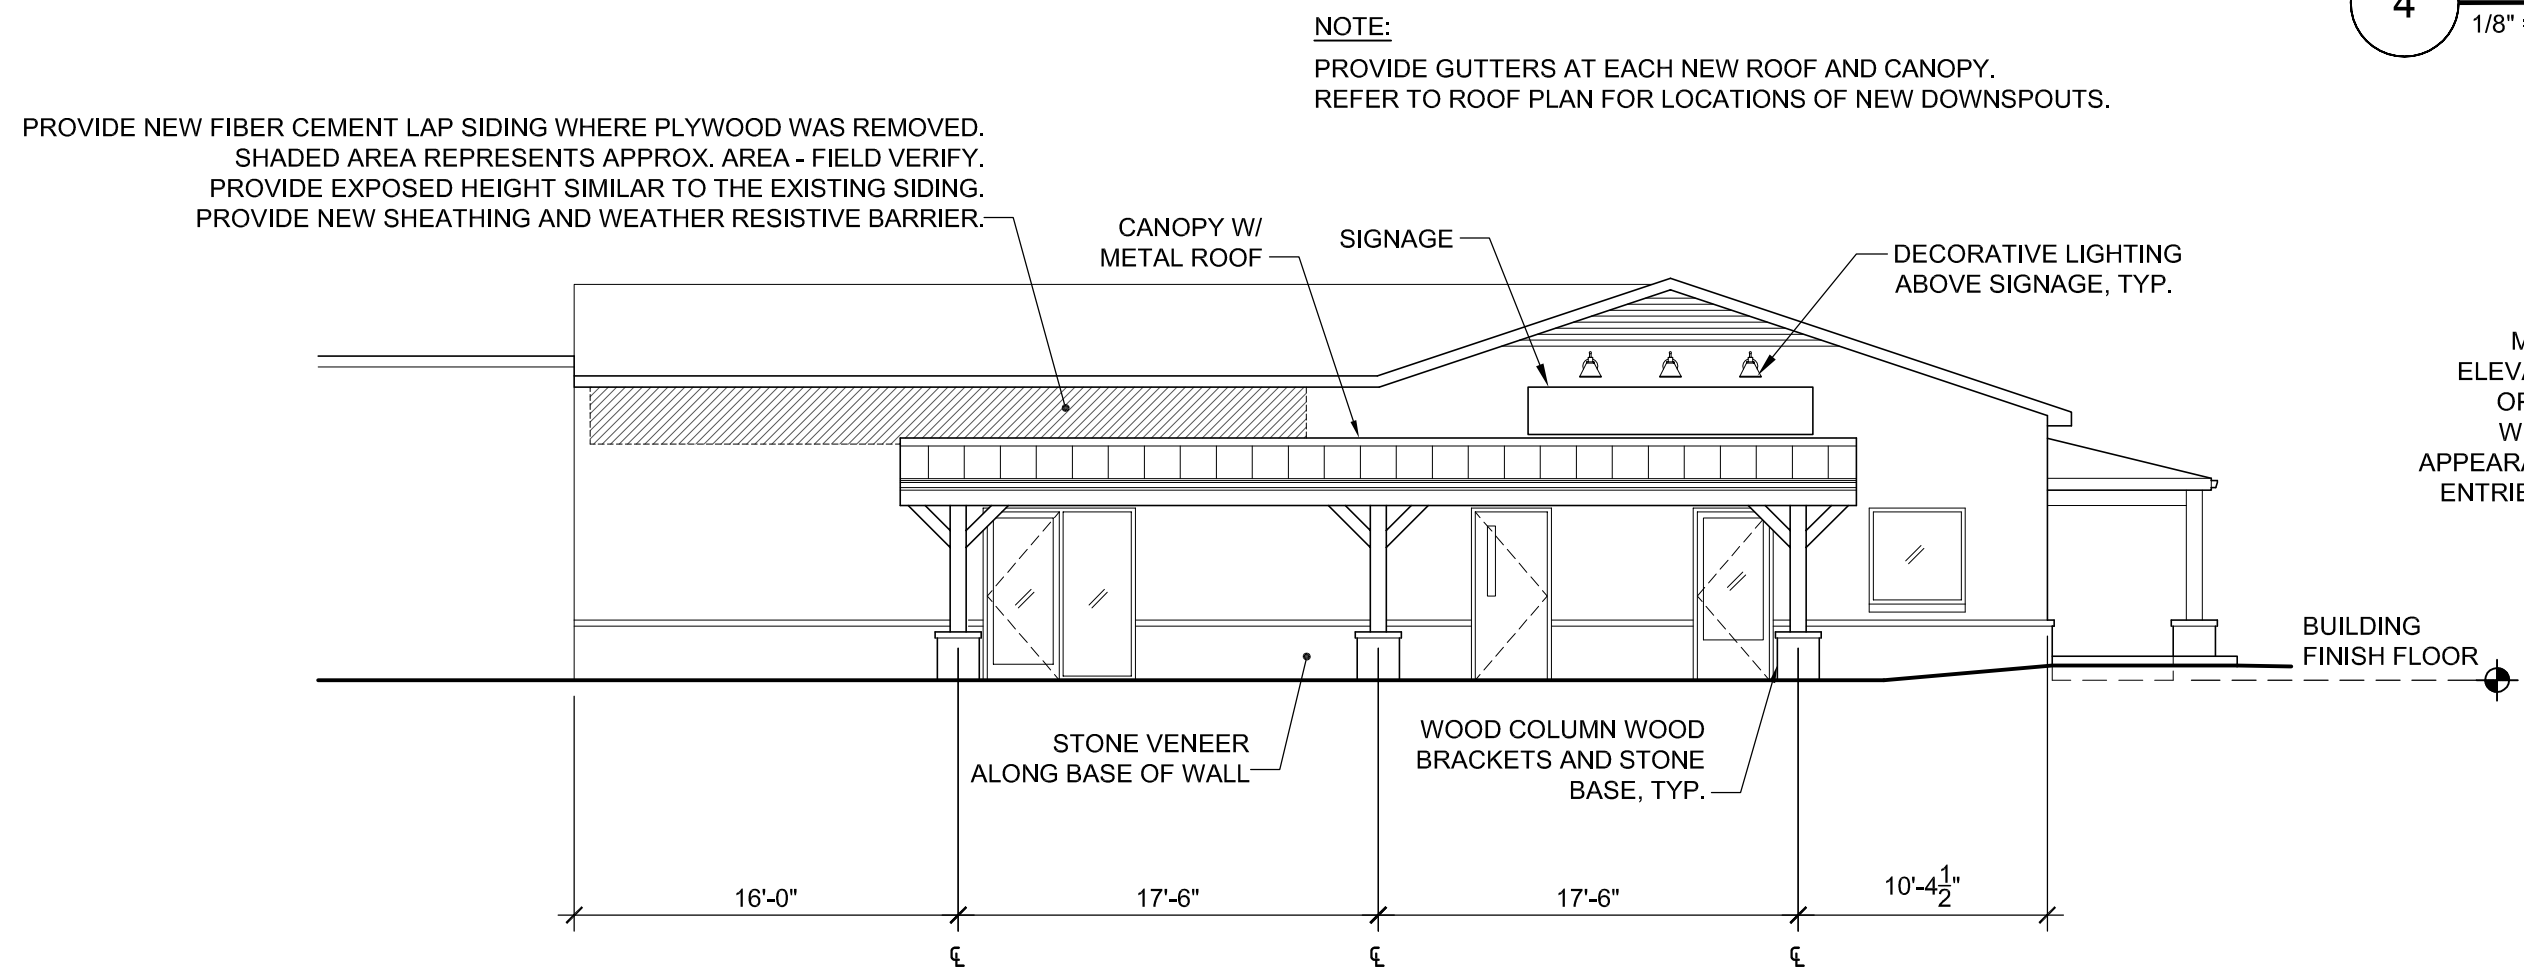 4
1/8"
NOTE:
PROVIDE GUTTERS AT EACH NEW ROOF AND CANOPY.
REFER TO ROOF PLAN FOR LOCATIONS OF NEW DOWNSPOUTS.
PROVIDE NEW FIBER CEMENT LAP SIDING WHERE PLYWOOD WAS REMOVED.
SHADED AREA REPRESENTS APPROX. AREA - FIELD VERIFY.
PROVIDE EXPOSED HEIGHT SIMILAR TO THE EXISTING SIDING.
PROVIDE NEW SHEATHING AND WEATHER RESISTIVE BARRIER.
CANOPY W/
METAL ROOF
SIGNAGE
DECORATIVE LIGHTING
ABOVE SIGNAGE, TYP.
BUILDING
FINISH FLOOR
STONE VENEER
ALONG BASE OF WALL
WOOD COLUMN WOOD
BRACKETS AND STONE
BASE, TYP.
16'-0"
17'-6"
17'-6"
10'-4 1/2"
℄
℄
℄